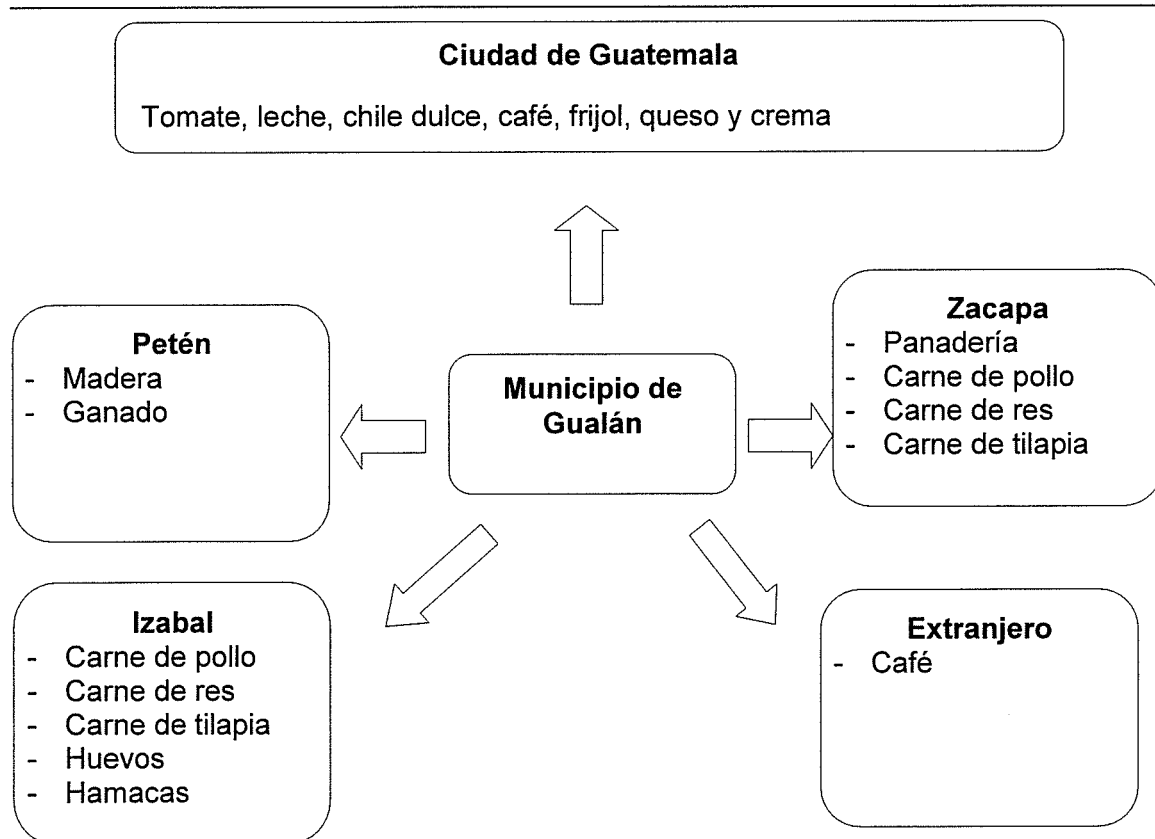 Ciudad de Guatemala
Tomate, leche, chile dulce, café, frijol, queso y crema
Petén
- Madera
- Ganado
Municipio de
Gualán
Zacapa
- Panadería
- Carne de pollo
- Carne de res
- Carne de tilapia
Izabal
- Carne de pollo
- Carne de res
- Carne de tilapia
- Huevos
- Hamacas
Extranjero
- Café